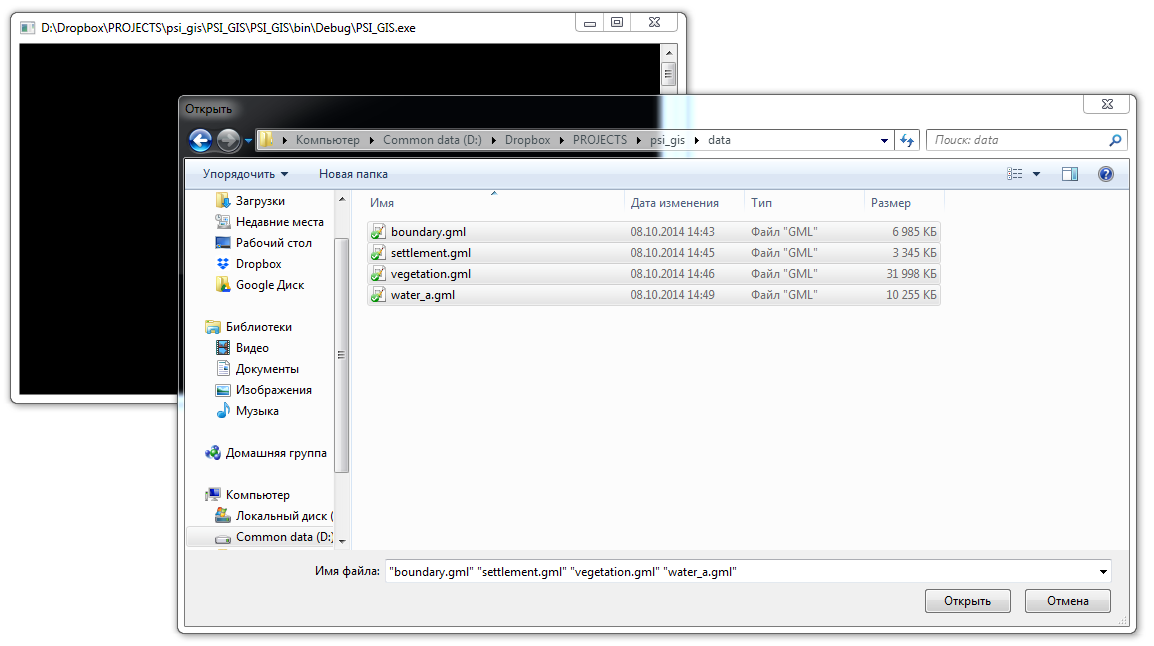 D:\Dropbox\PROJECTS\psi_gis\PSI_GIS\PSI_GIS\bin\Debug\PSI_GIS.exe
Открыть
Компьютер Common data (D:) Dropbox PROJECTS psi_gis data
Поиск: data
Упорядочить Новая папка
Загрузки
Недавние места
Рабочий стол
Dropbox
Google Диск
Библиотеки
Видео
Документы
Изображения
Музыка
Домашняя группа
Компьютер
Локальный диск (
Common data (D:)
Имя Дата изменения Тип Размер
boundary.gml 08.10.2014 14:43 Файл "GML" 6 985 КБ
settlement.gml 08.10.2014 14:45 Файл "GML" 3 345 КБ
vegetation.gml 08.10.2014 14:46 Файл "GML" 31 998 КБ
water_a.gml 08.10.2014 14:49 Файл "GML" 10 255 КБ
Имя файла: "boundary.gml" "settlement.gml" "vegetation.gml" "water_a.gml"
Открыть Отмена